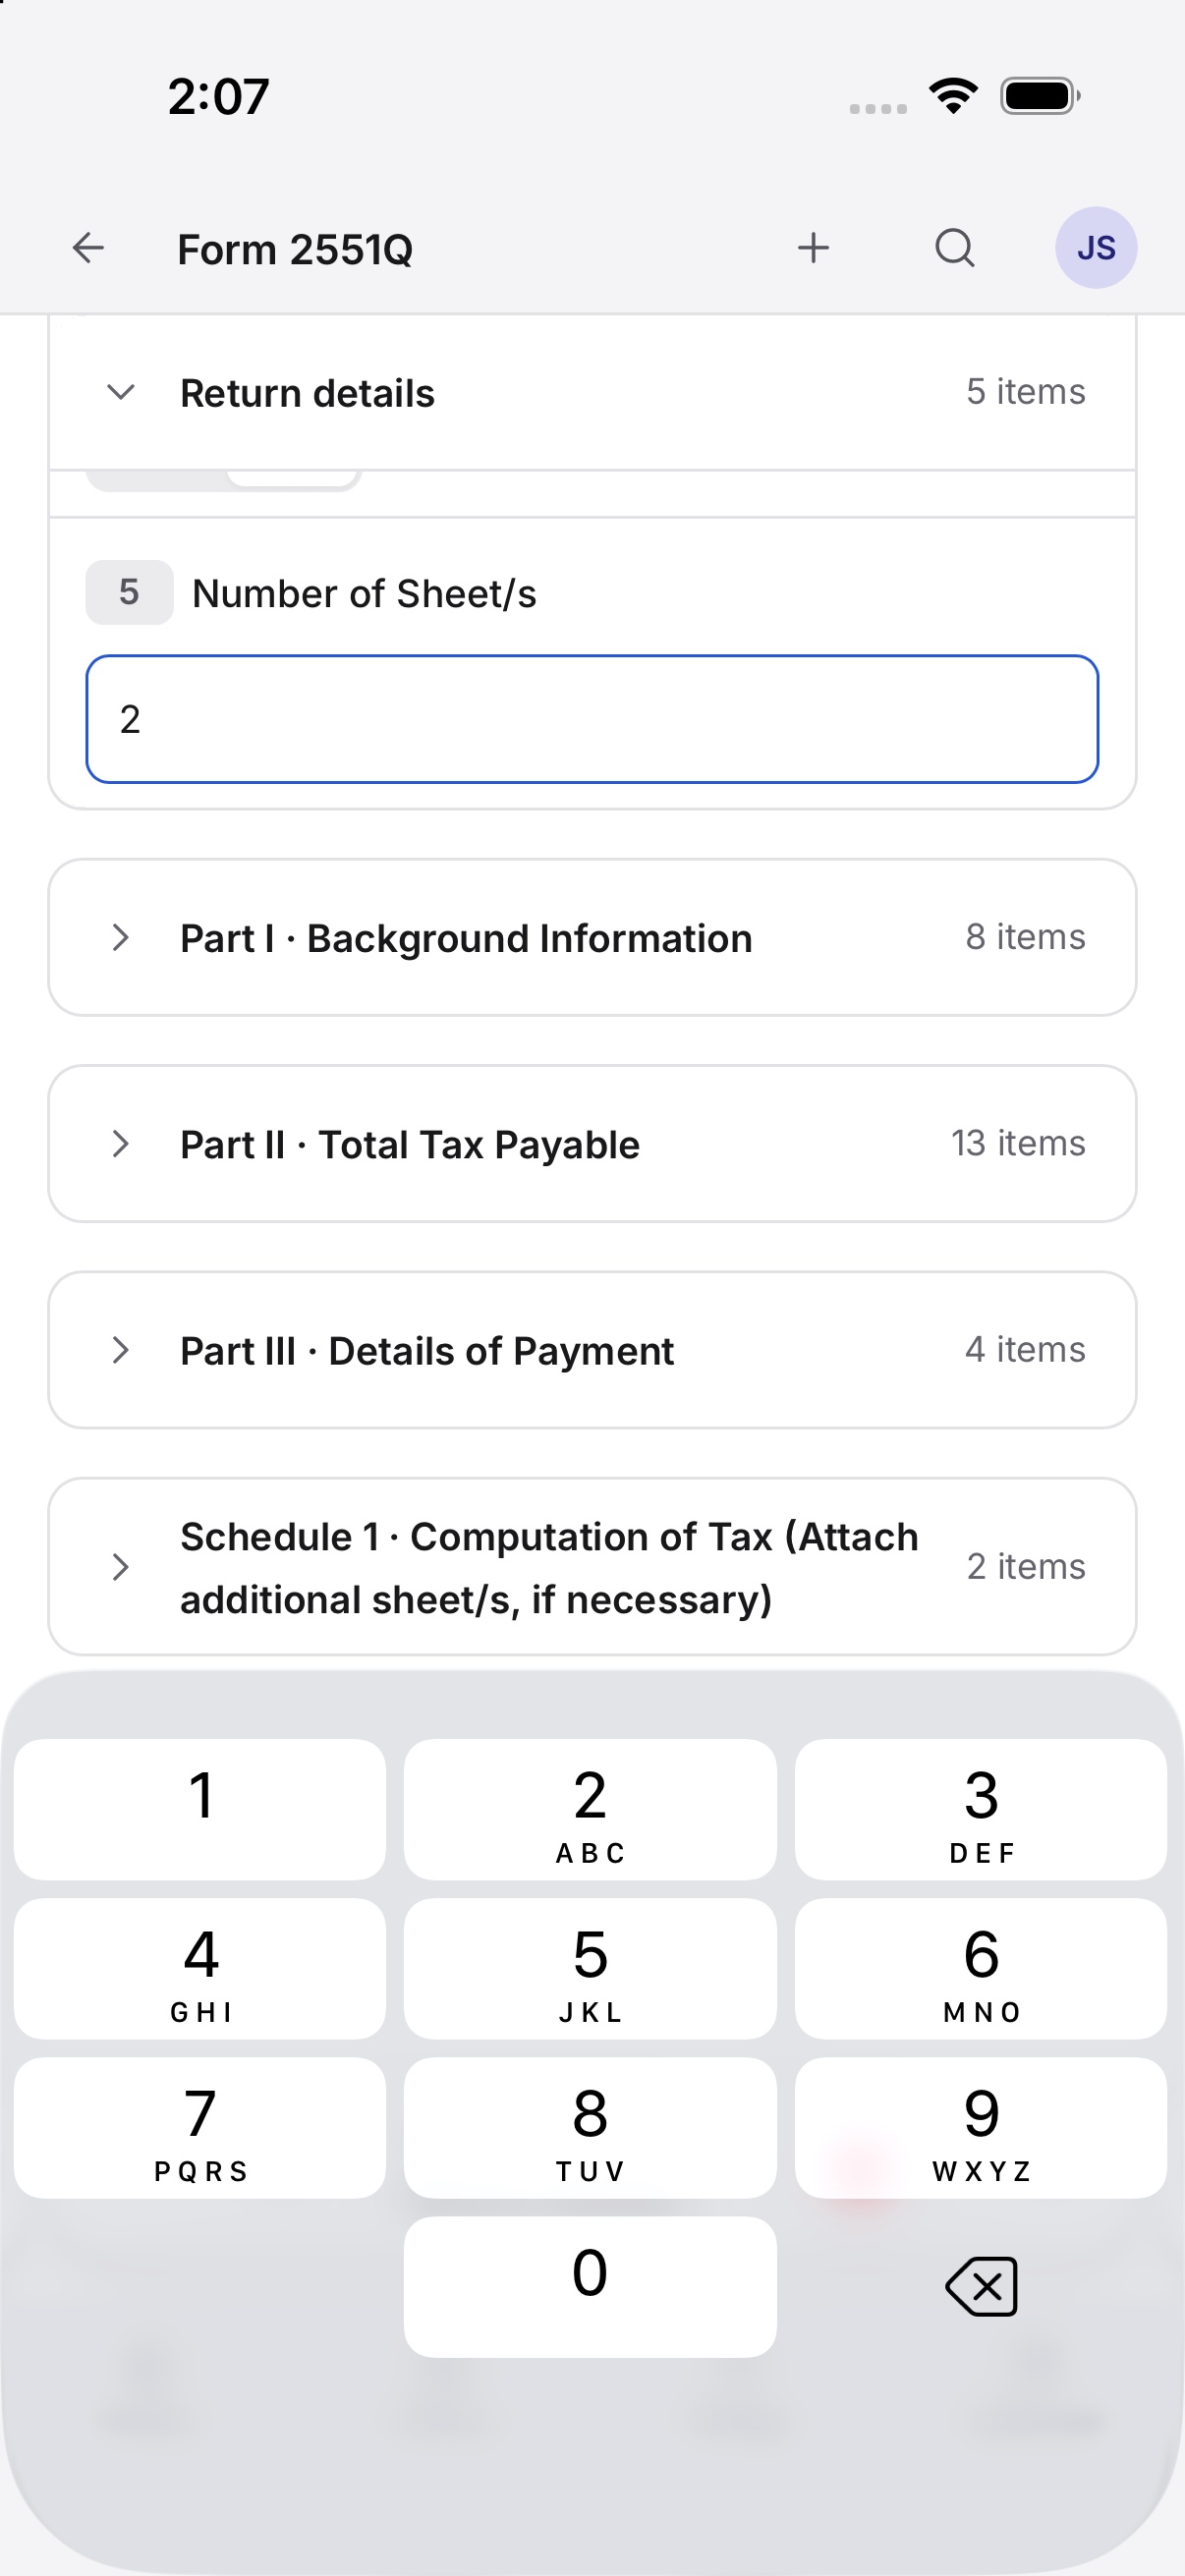 2:07
Form 2551Q
JS
Return details
5 items
5 Number of Sheet/s
2
Part I · Background Information
8 items
Part II · Total Tax Payable
13 items
Part III · Details of Payment
4 items
Schedule 1 · Computation of Tax (Attach
additional sheet/s, if necessary)
2 items
1
2
ABC
3
DEF
4
GHI
5
JKL
6
MNO
7
PQRS
8
TUV
9
WXYZ
0